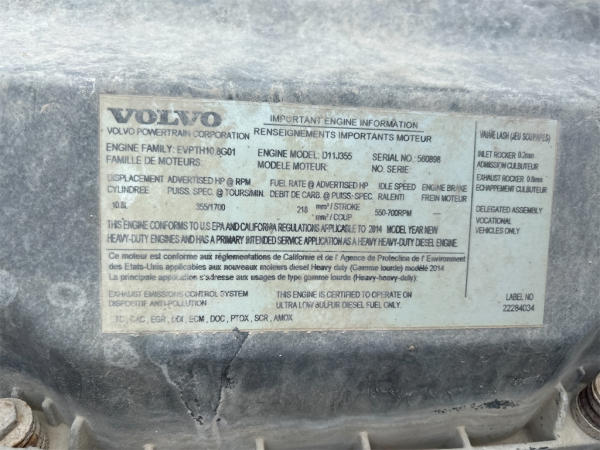 VOLVO
VOLVO POWERTRAIN CORPORATION
IMPORTANT ENGINE INFORMATION
RENSEIGNEMENTS IMPORTANTS MOTEUR
ENGINE FAMILY: EVPTH10.8G01 ENGINE MODEL: D11J355 SERIAL NO: 560898
FAMILLE DE MOTEURS: MODELE MOTEUR: NO. SERIE:
DISPLACEMENT ADVERTISED HP @ RPM FUEL RATE @ ADVERTISED HP IDLE SPEED ENGINE BRAKE
CYLINDREE PUISS. SPEC. @ TOURS/MIN DEBIT DE CARB. @ PUISS.-SPEC. RALENTI FREIN MOTEUR
10.8L 355/1700 218 mm³ / STROKE 550-700RPM
mm³ / COUP
THIS ENGINE CONFORMS TO US EPA AND CALIFORNIA REGULATIONS APPLICABLE TO 2014 MODEL YEAR NEW
HEAVY-DUTY ENGINES AND HAS A PRIMARY INTENDED SERVICE APPLICATION AS A HEAVY HEAVY-DUTY DIESEL ENGINE.
Ce moteur est conforme aux réglementations de Californie et de l' Agence de Protection de l' Environment
des Etats-Unis applicables aux nouveaux moteurs diesel Heavy duty (Gamme lourde) modèlé 2014
La principale application s'adresse aux usages de type gamme lourde (Heavy-heavy-duty):
EXHAUST EMISSIONS CONTROL SYSTEM
DISPOSITIF ANTI-POLLUTION
THIS ENGINE IS CERTIFIED TO OPERATE ON
ULTRA LOW SULFUR DIESEL FUEL ONLY.
TC, CAC, EGR, DDI, ECM, DOC, PTOX, SCR, AMOX
VALVE LASH (JEU SOUPAPES)
INLET ROCKER 0.2mm
ADMISSION CULBUTEUR
EXHAUST ROCKER 0.8mm
ECHAPPEMENT CULBUTEUR
DELEGATED ASSEMBLY
VOCATIONAL
VEHICLES ONLY
LABEL NO
22284034